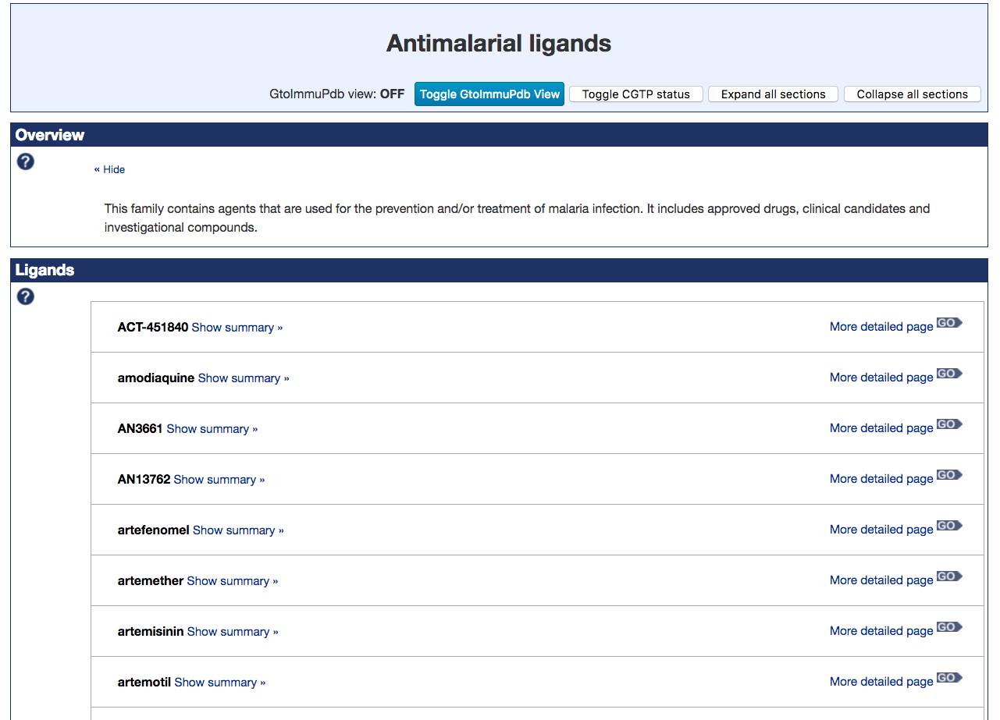 Antimalarial ligands
GtoImmuPdb view: OFF Toggle GtoImmuPdb View Toggle CGTP status Expand all sections Collapse all sections
Overview
?
« Hide
This family contains agents that are used for the prevention and/or treatment of malaria infection. It includes approved drugs, clinical candidates and
investigational compounds.
Ligands
?
ACT-451840 Show summary » More detailed page GO
amodiaquine Show summary » More detailed page GO
AN3661 Show summary » More detailed page GO
AN13762 Show summary » More detailed page GO
artefenomel Show summary » More detailed page GO
artemether Show summary » More detailed page GO
artemisinin Show summary » More detailed page GO
artemotil Show summary » More detailed page GO